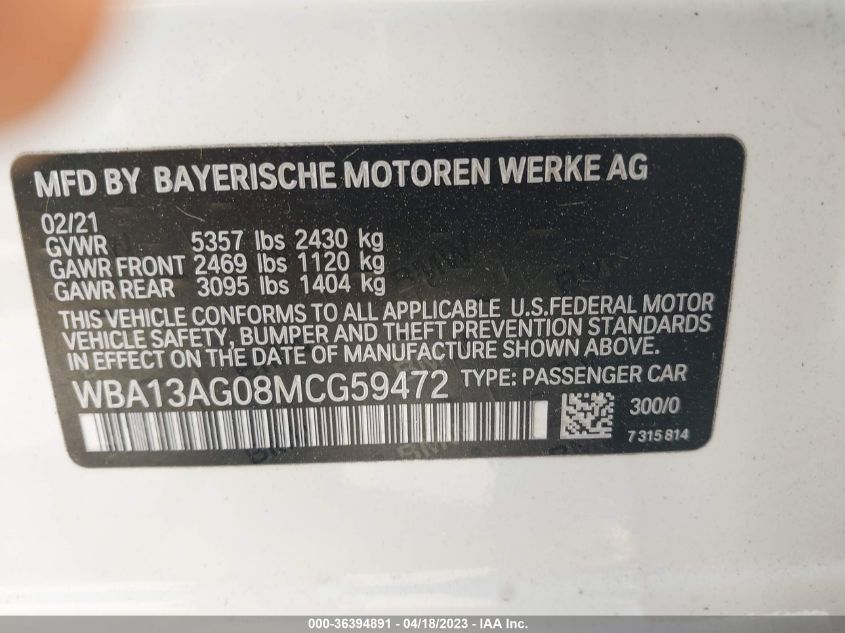 MFD BY BAYERISCHE MOTOREN WERKE AG
02/21
GVWR 5357 lbs 2430 kg
GAWR FRONT 2469 lbs 1120 kg
GAWR REAR 3095 lbs 1404 kg
THIS VEHICLE CONFORMS TO ALL APPLICABLE U.S.FEDERAL MOTOR
VEHICLE SAFETY, BUMPER AND THEFT PREVENTION STANDARDS
IN EFFECT ON THE DATE OF MANUFACTURE SHOWN ABOVE.
WBA13AG08MCG59472 TYPE: PASSENGER CAR
300/0
7 315 814
000-36394891 - 04/18/2023 - IAA Inc.